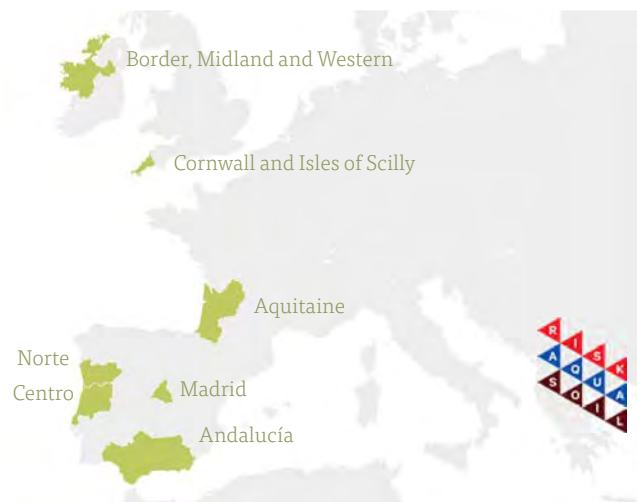 Border, Midland and Western
Cornwall and Isles of Scilly
Aquitaine
Norte
Centro
Madrid
Andalucía
RISK
AQUA
SOIL